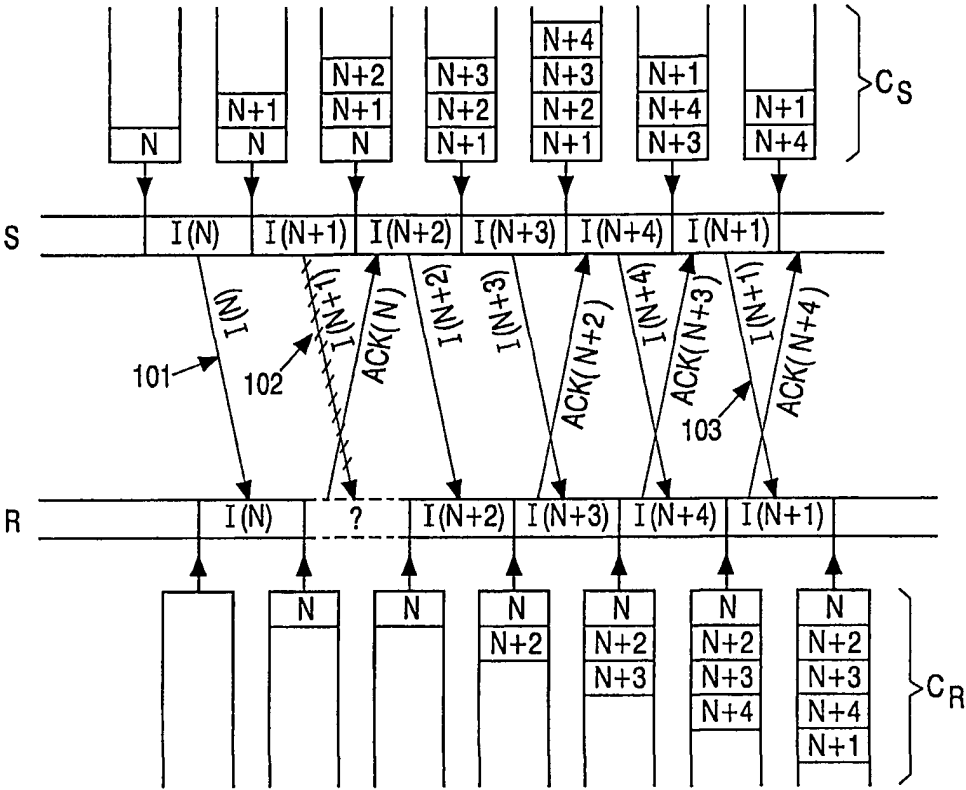 N
N+1
N
N+2
N+1
N
N+3
N+2
N+1
N+4
N+3
N+2
N+1
N+1
N+4
N+3
N+1
N+4
CS
S
I(N)
I(N+1)
I(N+2)
I(N+3)
I(N+4)
I(N+1)
I(N)
I(N+1)
ACK(N)
I(N+2)
I(N+3)
ACK(N+2)
I(N+4)
ACK(N+3)
I(N+1)
ACK(N+4)
101
102
103
R
I(N)
?
I(N+2)
I(N+3)
I(N+4)
I(N+1)
N
N
N
N+2
N
N+2
N+3
N
N+2
N+3
N+4
N
N+2
N+3
N+4
N+1
CR